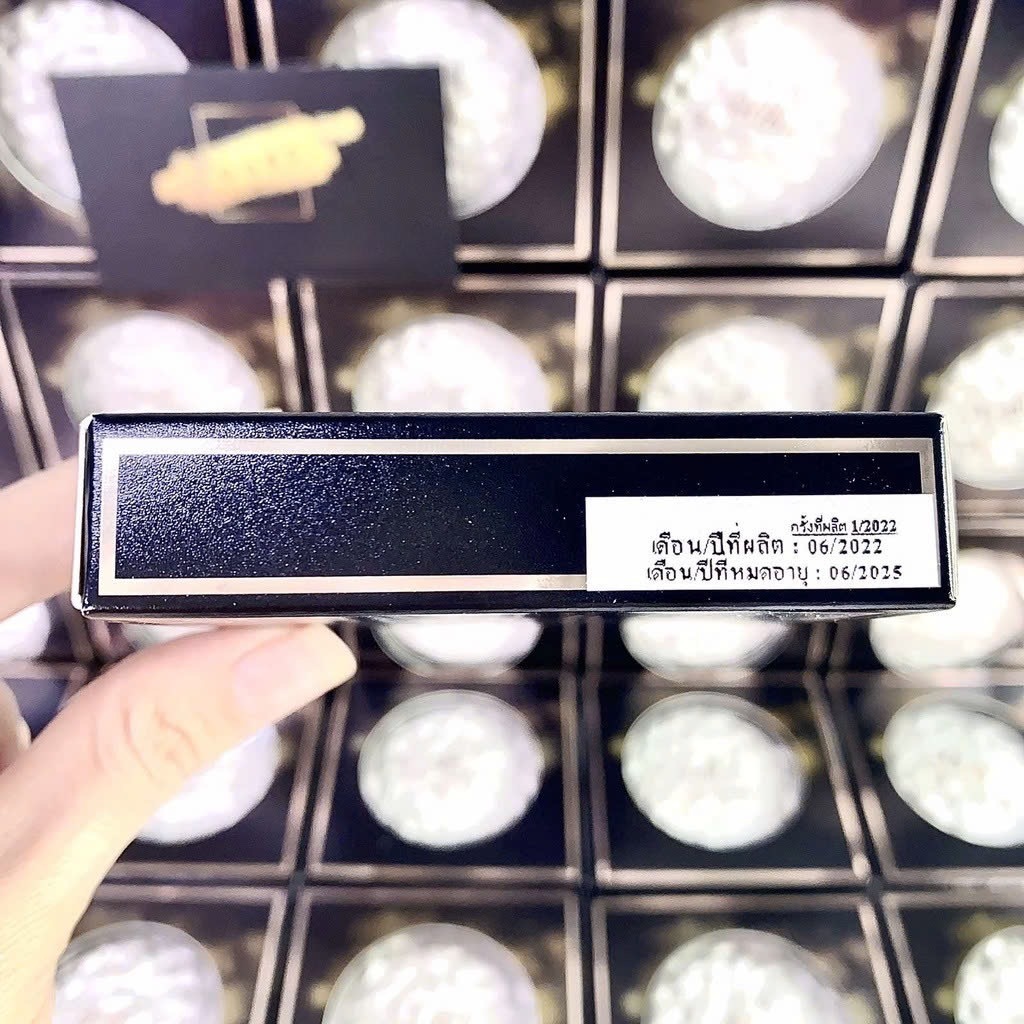 ครั้งที่ผลิต 1/2022
เดือน/ปีที่ผลิต : 06/2022
เดือน/ปีที่หมดอายุ : 06/2025